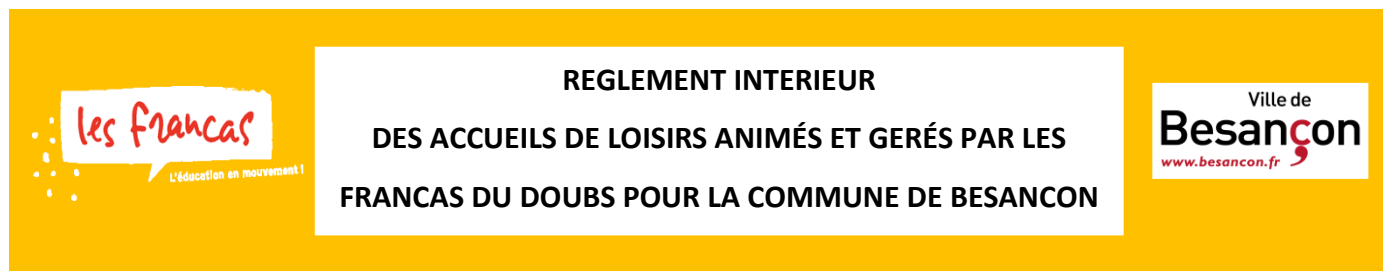 les francas
L'éducation en mouvement !
REGLEMENT INTERIEUR
DES ACCUEILS DE LOISIRS ANIMÉS ET GERÉS PAR LES
FRANCAS DU DOUBS POUR LA COMMUNE DE BESANCON
Ville de
Besançon
www.besancon.fr